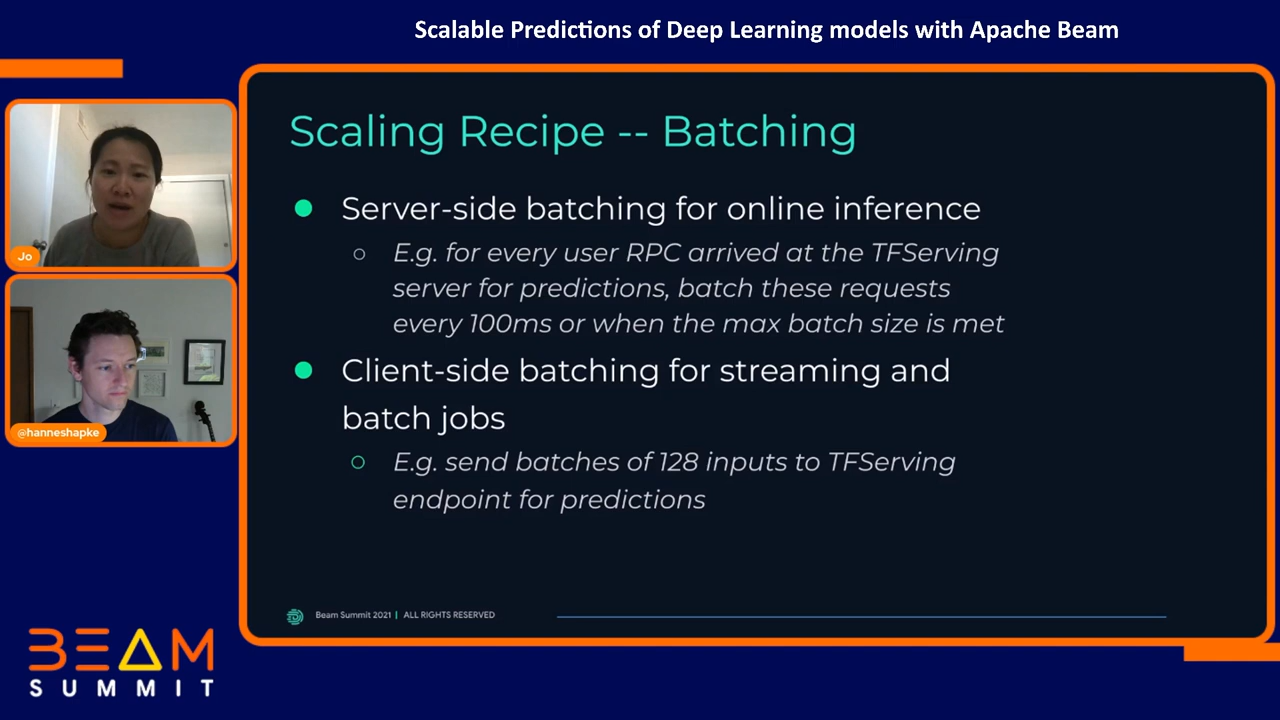 Scalable Predictions of Deep Learning models with Apache Beam
Scaling Recipe -- Batching
Server-side batching for online inference
E.g. for every user RPC arrived at the TFServing
server for predictions, batch these requests
every 100ms or when the max batch size is met
Client-side batching for streaming and
batch jobs
E.g. send batches of 128 inputs to TFServing
endpoint for predictions
Beam Summit 2021 | ALL RIGHTS RESERVED
Jo
@hanneshapke
BEAM
SUMMIT